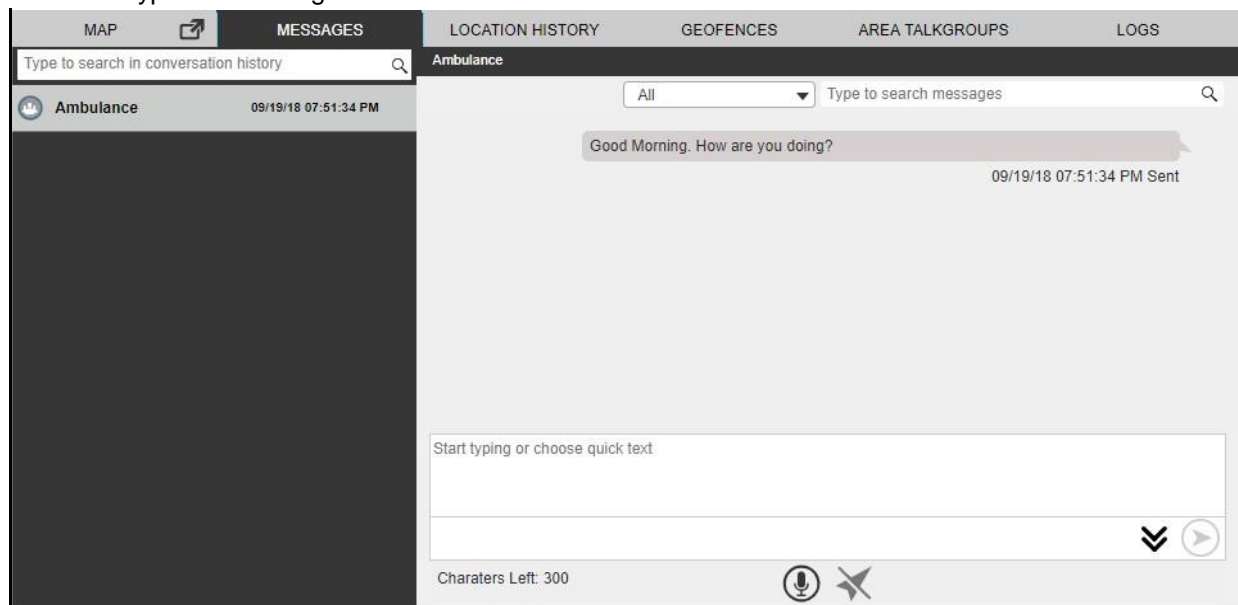 MAP MESSAGES LOCATION HISTORY GEOFENCES AREA TALKGROUPS LOGS
Type to search in conversation history
Ambulance
Ambulance 09/19/18 07:51:34 PM
All Type to search messages
Good Morning. How are you doing?
09/19/18 07:51:34 PM Sent
Start typing or choose quick text
Charaters Left: 300